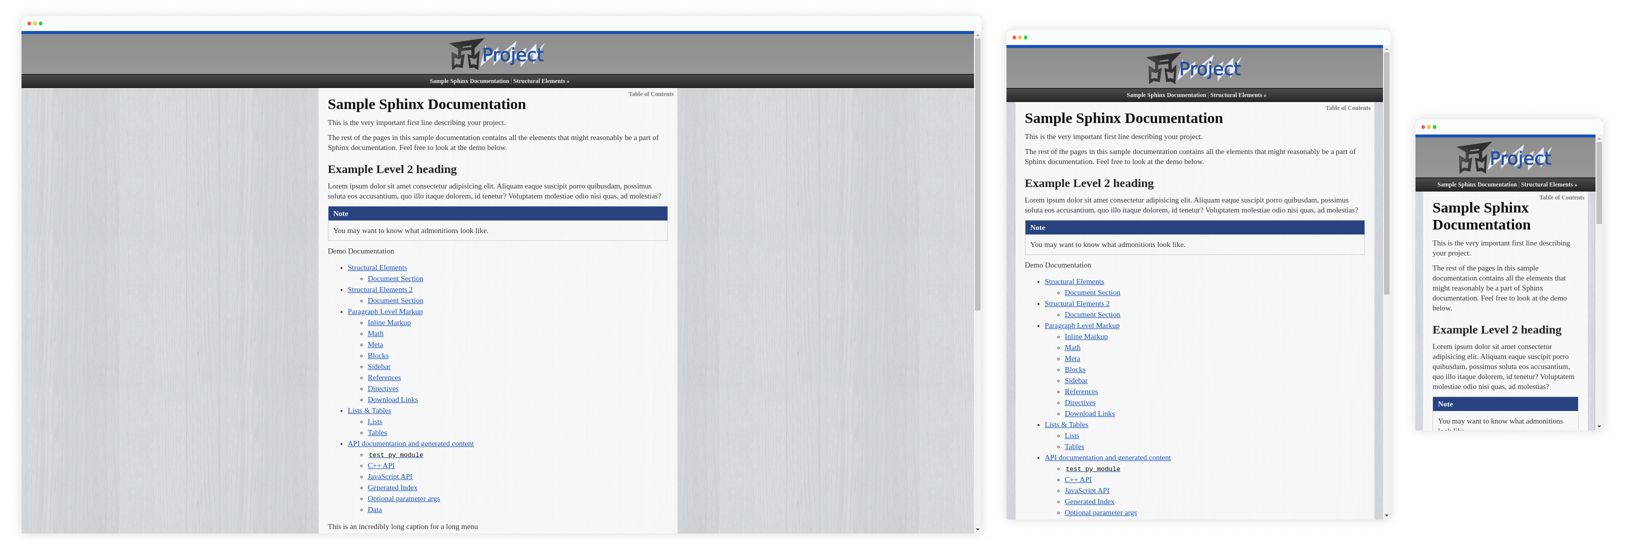 Project
Sample Sphinx Documentation | Structural Elements »
Table of Contents
Sample Sphinx Documentation
This is the very important first line describing your project.
The rest of the pages in this sample documentation contains all the elements that might reasonably be a part of
Sphinx documentation. Feel free to look at the demo below.
Example Level 2 heading
Lorem ipsum dolor sit amet consectetur adipisicing elit. Aliquam eaque suscipit porro quibusdam, possimus
soluta eos accusantium, quo illo itaque dolorem, id tenetur? Voluptatem molestiae odio nisi quas, ad molestias?
Note
You may want to know what admonitions look like.
Demo Documentation
Structural Elements
Document Section
Structural Elements 2
Document Section
Paragraph Level Markup
Inline Markup
Math
Meta
Blocks
Sidebar
References
Directives
Download Links
Lists & Tables
Lists
Tables
API documentation and generated content
test_py_module
C++ API
JavaScript API
Generated Index
Optional parameter args
Data
This is an incredibly long caption for a long menu
Project
Sample Sphinx Documentation | Structural Elements »
Table of Contents
Sample Sphinx Documentation
This is the very important first line describing your project.
The rest of the pages in this sample documentation contains all the elements that might reasonably be a part of
Sphinx documentation. Feel free to look at the demo below.
Example Level 2 heading
Lorem ipsum dolor sit amet consectetur adipisicing elit. Aliquam eaque suscipit porro quibusdam, possimus
soluta eos accusantium, quo illo itaque dolorem, id tenetur? Voluptatem molestiae odio nisi quas, ad molestias?
Note
You may want to know what admonitions look like.
Demo Documentation
Structural Elements
Document Section
Structural Elements 2
Document Section
Paragraph Level Markup
Inline Markup
Math
Meta
Blocks
Sidebar
References
Directives
Download Links
Lists & Tables
Lists
Tables
API documentation and generated content
test_py_module
C++ API
JavaScript API
Generated Index
Optional parameter args
Project
Sample Sphinx Documentation | Structural Elements »
Table of Contents
Sample Sphinx
Documentation
This is the very important first line describing
your project.
The rest of the pages in this sample
documentation contains all the elements that
might reasonably be a part of Sphinx
documentation. Feel free to look at the demo
below.
Example Level 2 heading
Lorem ipsum dolor sit amet consectetur
adipisicing elit. Aliquam eaque suscipit porro
quibusdam, possimus soluta eos accusantium,
quo illo itaque dolorem, id tenetur? Voluptatem
molestiae odio nisi quas, ad molestias?
Note
You may want to know what admonitions
look like.